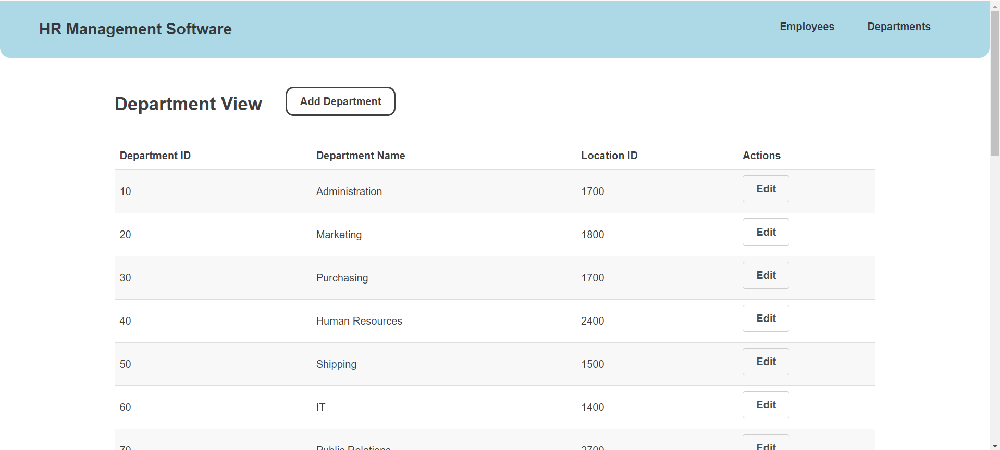 HR Management Software Employees Departments
Department View Add Department
Department ID Department Name Location ID Actions
10 Administration 1700 Edit
20 Marketing 1800 Edit
30 Purchasing 1700 Edit
40 Human Resources 2400 Edit
50 Shipping 1500 Edit
60 IT 1400 Edit
70 Public Relations 2700 Edit